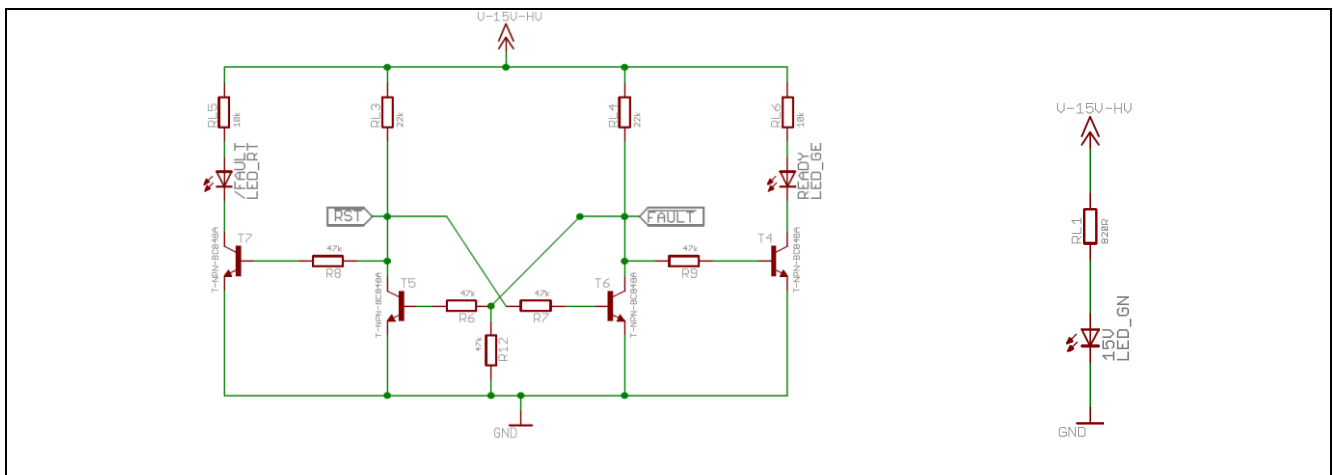 V-15V-HV
RL5
10k
RL3
22k
RL4
22k
RL6
10k
V-15V-HV
/FAULT
LED_RT
READY
LED_GE
RL1
820R
RST
FAULT
T7
T-NPN-BC848A
47k
R8
T5
T-NPN-BC848A
47k
R6
47k
R7
T6
T-NPN-BC848A
47k
R9
T4
T-NPN-BC848A
47k
R12
15V
LED_GN
GND
GND